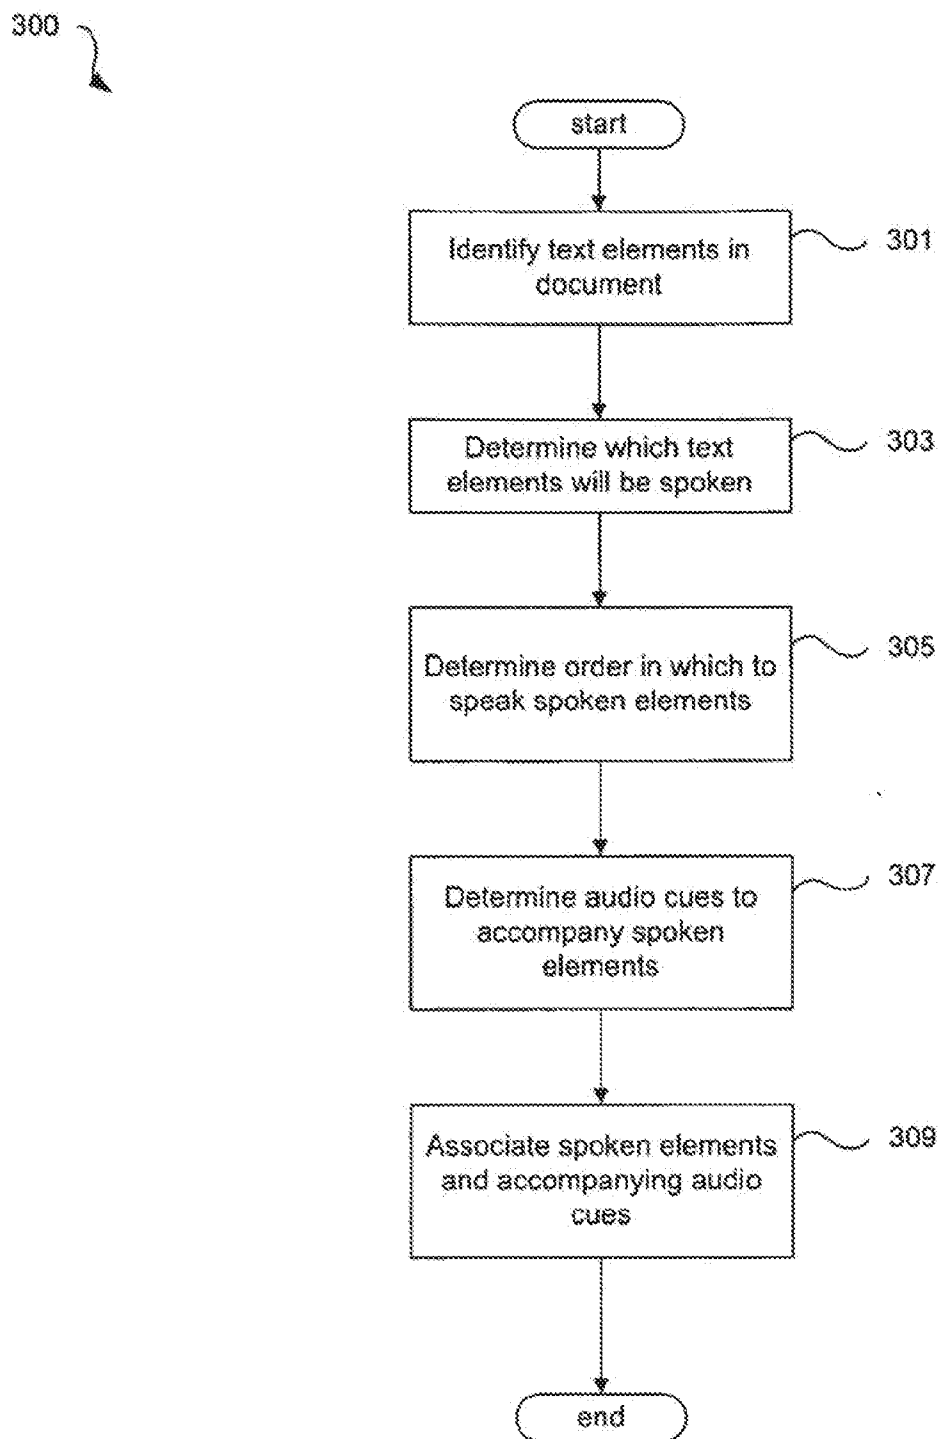 300
start
Identify text elements in
document
301
Determine which text
elements will be spoken
303
Determine order in which to
speak spoken elements
305
Determine audio cues to
accompany spoken
elements
307
Associate spoken elements
and accompanying audio
cues
309
end